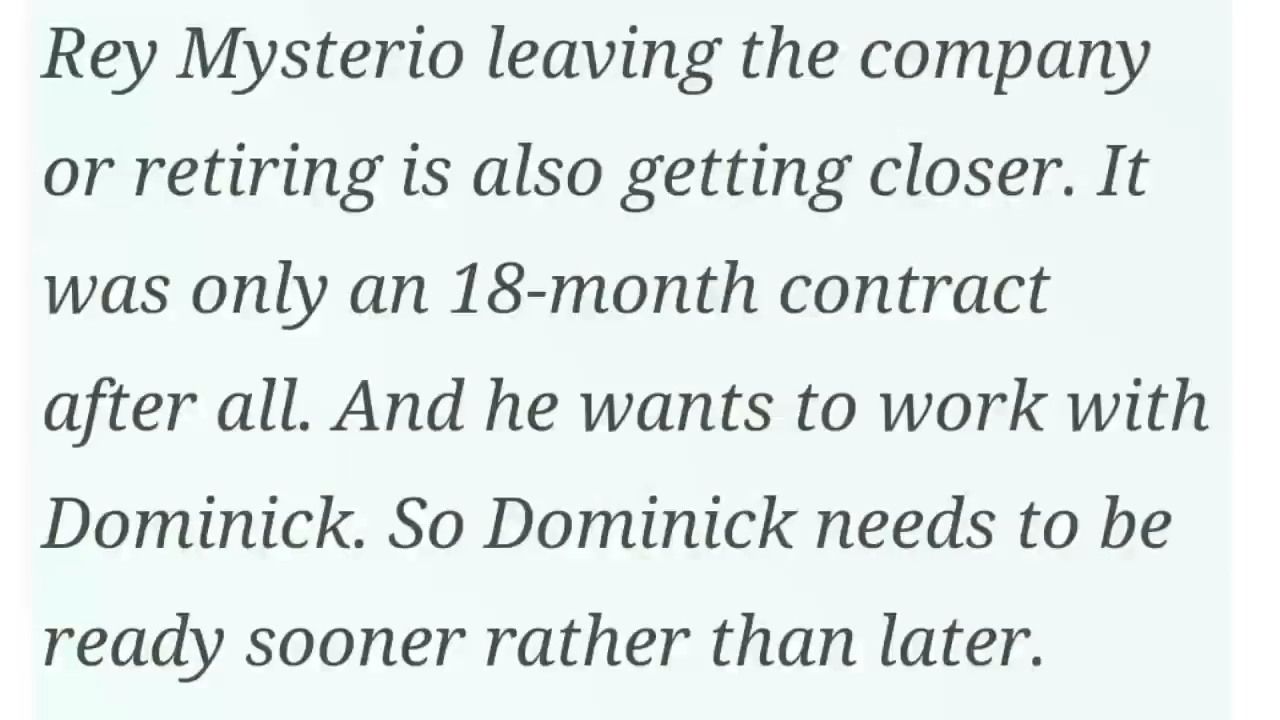 Rey Mysterio leaving the company
or retiring is also getting closer. It
was only an 18-month contract
after all. And he wants to work with
Dominick. So Dominick needs to be
ready sooner rather than later.